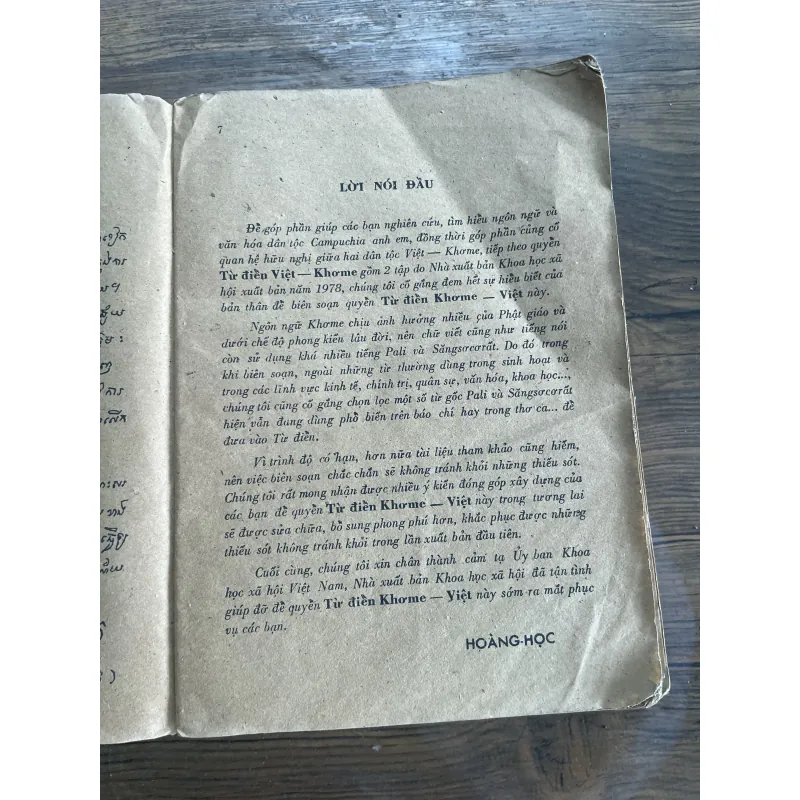 7
LỜI NÓI ĐẦU
Để góp phần giúp các bạn nghiên cứu, tìm hiểu ngôn ngữ và
văn hóa dân tộc Campuchia anh em, đồng thời góp phần củng cố
quan hệ hữu nghị giữa hai dân tộc Việt — Khơme, tiếp theo quyển
Từ điển Việt — Khơme gồm 2 tập do Nhà xuất bản Khoa học xã
hội xuất bản năm 1978, chúng tôi cố gắng đem hết sự hiểu biết của
bản thân để biên soạn quyển Từ điển Khơme — Việt này.
Ngôn ngữ Khơme chịu ảnh hưởng nhiều của Phật giáo và
dưới chế độ phong kiến lâu đời, nên chữ viết cũng như tiếng nói
còn sử dụng khá nhiều tiếng Pali và Săngsơcơrất. Do đó trong
khi biên soạn, ngoài những từ thường dùng trong sinh hoạt và
trong các lĩnh vực kinh tế, chính trị, quân sự, văn hóa, khoa học...,
chúng tôi cũng cố gắng chọn lọc một số từ gốc Pali và Săngsơcơrất
hiện vẫn đang dùng phổ biến trên báo chí hay trong thơ ca... để
đưa vào Từ điển.
Vì trình độ có hạn, hơn nữa tài liệu tham khảo cũng hiếm,
nên việc biên soạn chắc chắn sẽ không tránh khỏi những thiếu sót.
Chúng tôi rất mong nhận được nhiều ý kiến đóng góp xây dựng của
các bạn để quyển Từ điển Khơme — Việt này trong tương lai
sẽ được sửa chữa, bổ sung phong phú hơn, khắc phục được những
thiếu sót không tránh khỏi trong lần xuất bản đầu tiên.
Cuối cùng, chúng tôi xin chân thành cảm tạ Ủy ban Khoa
học xã hội Việt Nam, Nhà xuất bản Khoa học xã hội đã tận tình
giúp đỡ để quyển Từ điển Khơme — Việt này sớm ra mắt phục
vụ các bạn.
HOÀNG-HỌC